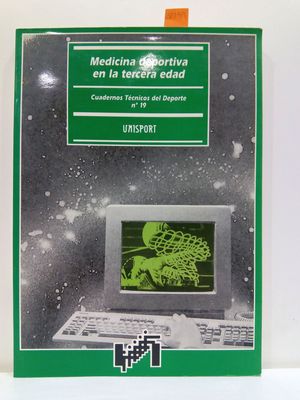 Medicina deportiva
en la tercera edad
Cuadernos Técnicos del Deporte
nº 19
UNISPORT